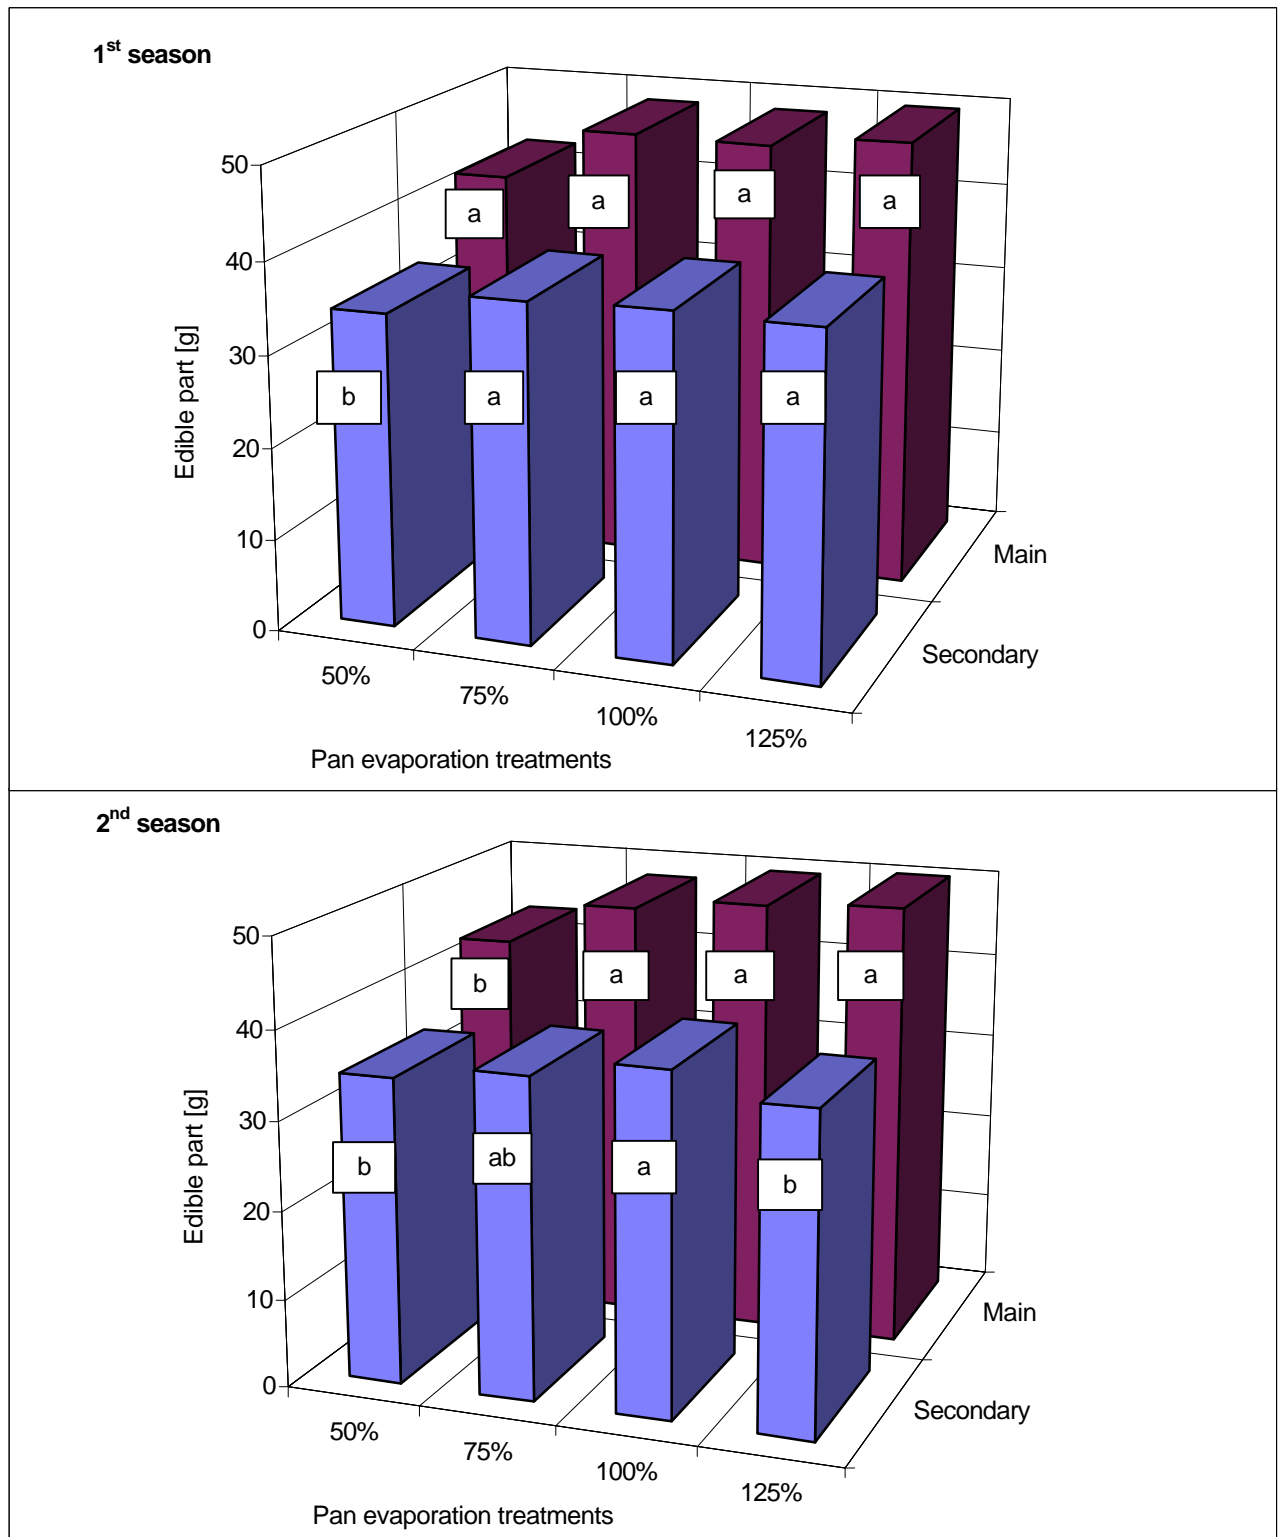 1st season
50
40
30
20
10
0
Edible part [g]
a
a
a
a
b
a
a
a
Main
Secondary
50%
75%
100%
125%
Pan evaporation treatments
2nd season
50
40
30
20
10
0
Edible part [g]
b
a
a
a
b
ab
a
b
Main
Secondary
50%
75%
100%
125%
Pan evaporation treatments